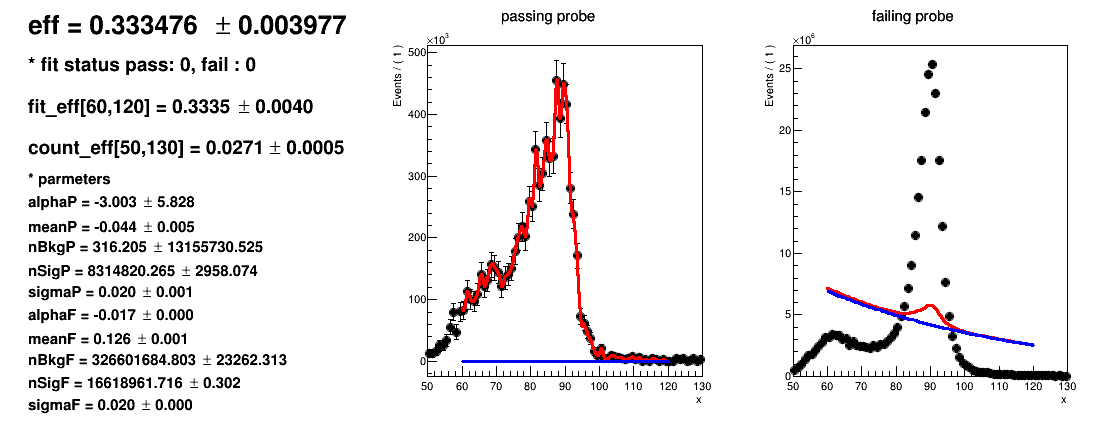 eff = 0.333476 ± 0.003977
* fit status pass: 0, fail : 0
fit_eff[60,120] = 0.3335 ± 0.0040
count_eff[50,130] = 0.0271 ± 0.0005
* parmeters
alphaP = -3.003 ± 5.828
meanP = -0.044 ± 0.005
nBkgP = 316.205 ± 13155730.525
nSigP = 8314820.265 ± 2958.074
sigmaP = 0.020 ± 0.001
alphaF = -0.017 ± 0.000
meanF = 0.126 ± 0.001
nBkgF = 326601684.803 ± 23262.313
nSigF = 16618961.716 ± 0.302
sigmaF = 0.020 ± 0.000
passing probe
×10³
Events / ( 1 )
500
400
300
200
100
0
50 60 70 80 90 100 110 120 130
x
failing probe
×10⁶
Events / ( 1 )
25
20
15
10
5
0
50 60 70 80 90 100 110 120 130
x